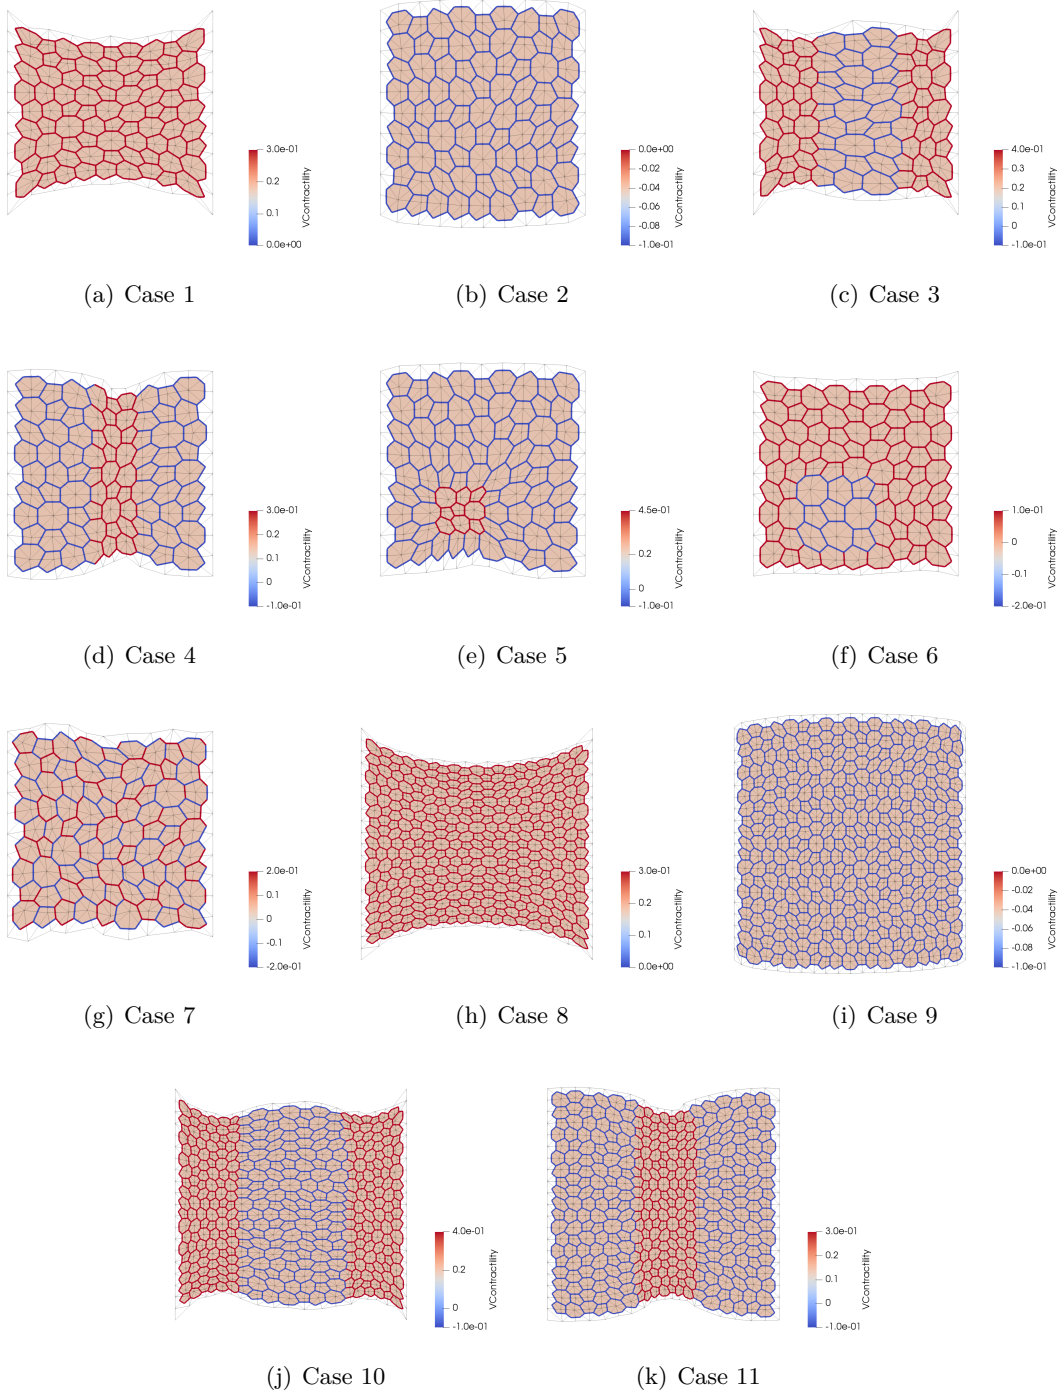 3.0e-01
0.2
0.1
0.0e+00
VContractility
(a) Case 1
0.0e+00
-0.02
-0.04
-0.06
-0.08
-1.0e-01
VContractility
(b) Case 2
4.0e-01
0.3
0.2
0.1
0
-1.0e-01
VContractility
(c) Case 3
3.0e-01
0.2
0.1
0
-1.0e-01
VContractility
(d) Case 4
4.5e-01
0.2
0
-1.0e-01
VContractility
(e) Case 5
1.0e-01
0
-0.1
-2.0e-01
VContractility
(f) Case 6
2.0e-01
0.1
0
-0.1
-2.0e-01
VContractility
(g) Case 7
3.0e-01
0.2
0.1
0.0e+00
VContractility
(h) Case 8
0.0e+00
-0.02
-0.04
-0.06
-0.08
-1.0e-01
VContractility
(i) Case 9
4.0e-01
0.2
0
-1.0e-01
VContractility
(j) Case 10
3.0e-01
0.2
0.1
0
-1.0e-01
VContractility
(k) Case 11